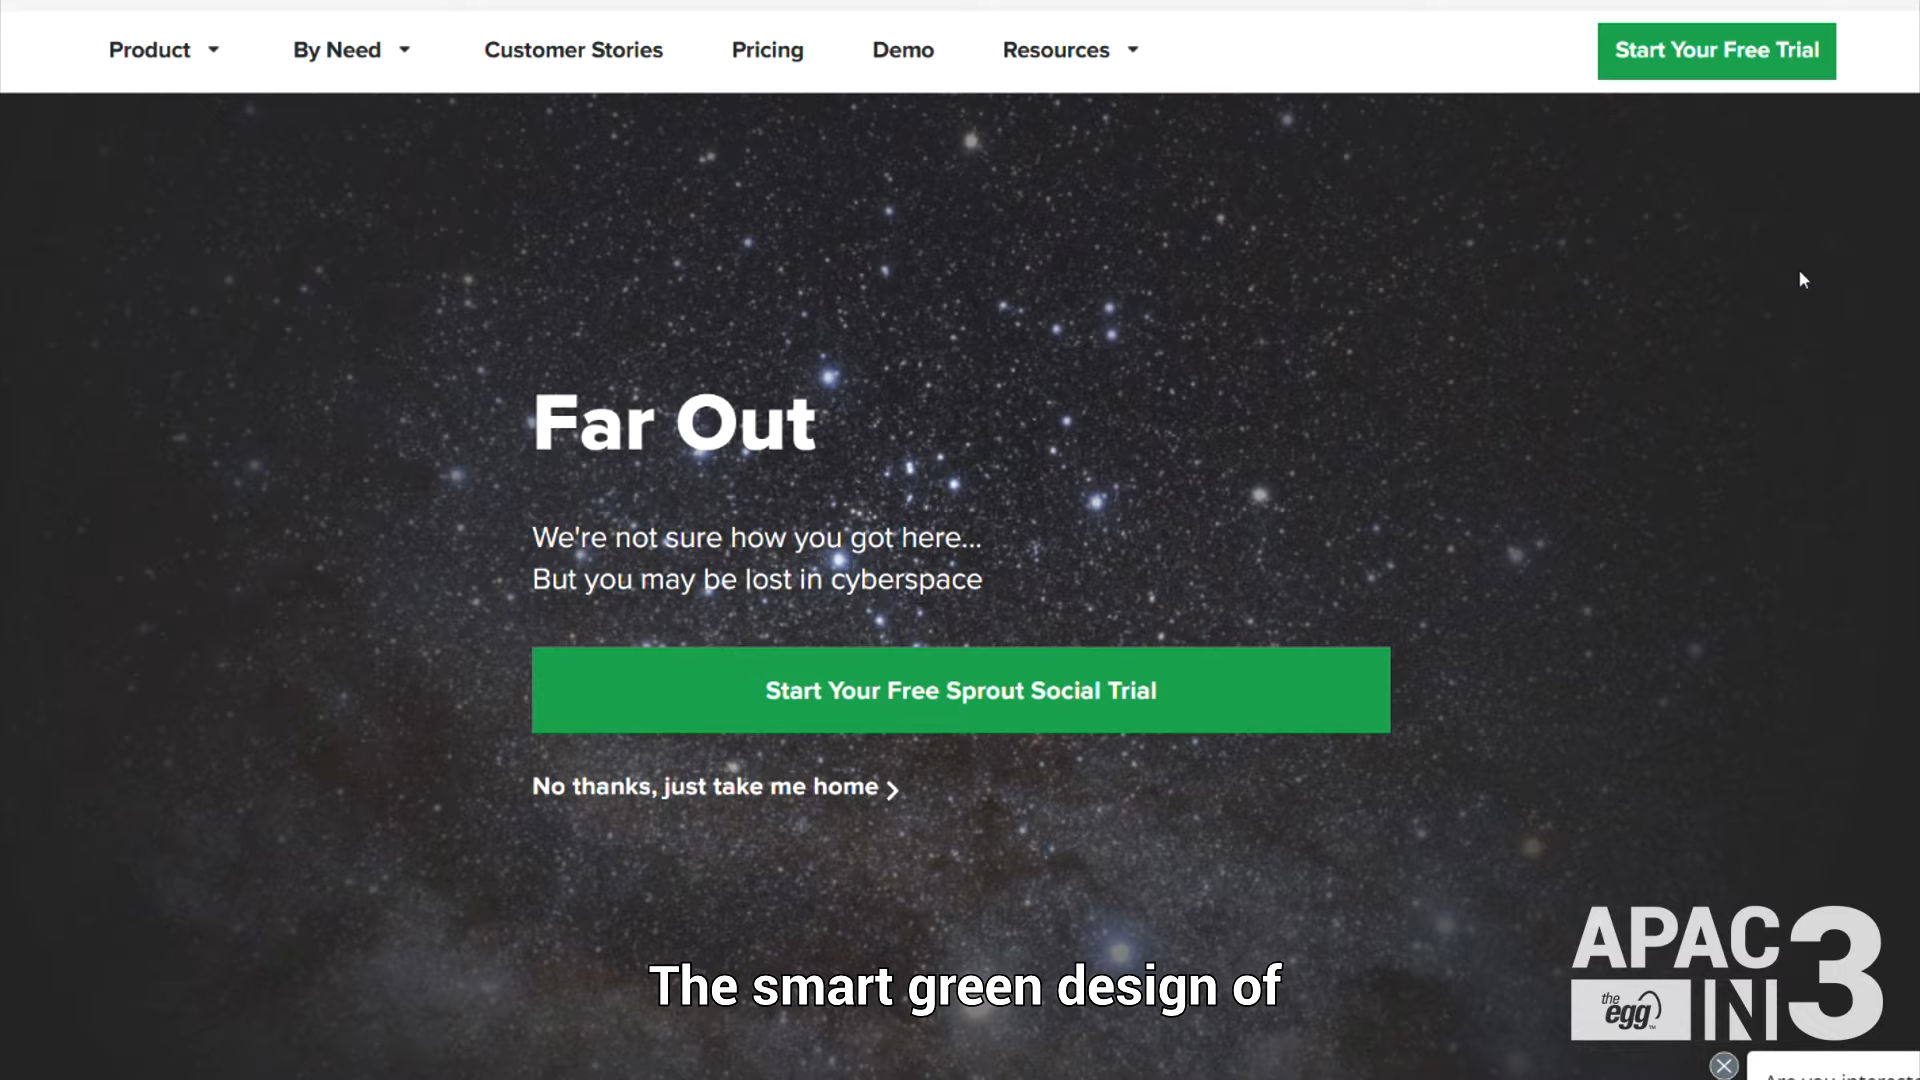 Product
By Need
Customer Stories
Pricing
Demo
Resources
Start Your Free Trial
Far Out
We're not sure how you got here...
But you may be lost in cyberspace
Start Your Free Sprout Social Trial
No thanks, just take me home
The smart green design of
APAC
IN 3
the
egg™